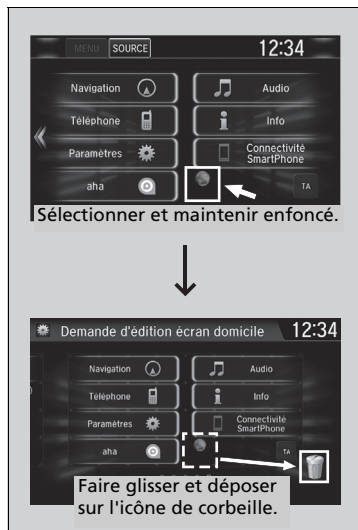 MENU SOURCE 12:34
Navigation Audio
Téléphone Info
Paramètres Connectivité
SmartPhone
aha TA
Sélectionner et maintenir enfoncé.
Demande d'édition écran domicile 12:34
Navigation Audio
Téléphone Info
Paramètres Connectivité
SmartPhone
aha TA
Faire glisser et déposer
sur l'icône de corbeille.